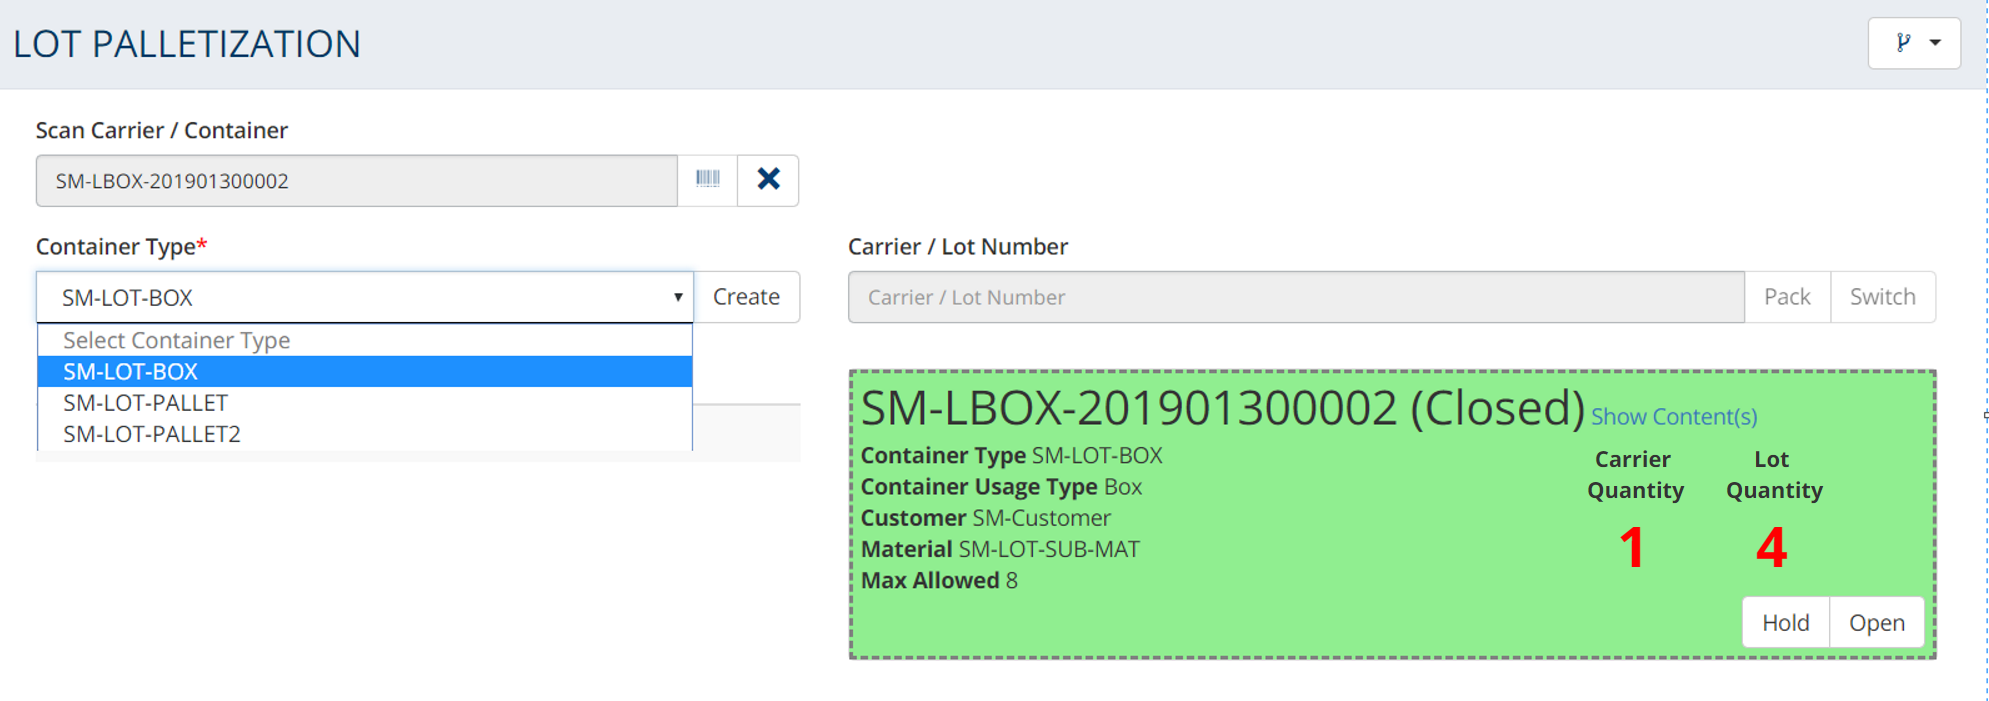 LOT PALLETIZATION
Scan Carrier / Container
SM-LBOX-201901300002
Container Type*
SM-LOT-BOX
Create
Select Container Type
SM-LOT-BOX
SM-LOT-PALLET
SM-LOT-PALLET2
Carrier / Lot Number
Carrier / Lot Number
Pack
Switch
SM-LBOX-201901300002 (Closed) Show Content(s)
Container Type SM-LOT-BOX
Container Usage Type Box
Customer SM-Customer
Material SM-LOT-SUB-MAT
Max Allowed 8
Carrier
Quantity
1
Lot
Quantity
4
Hold
Open